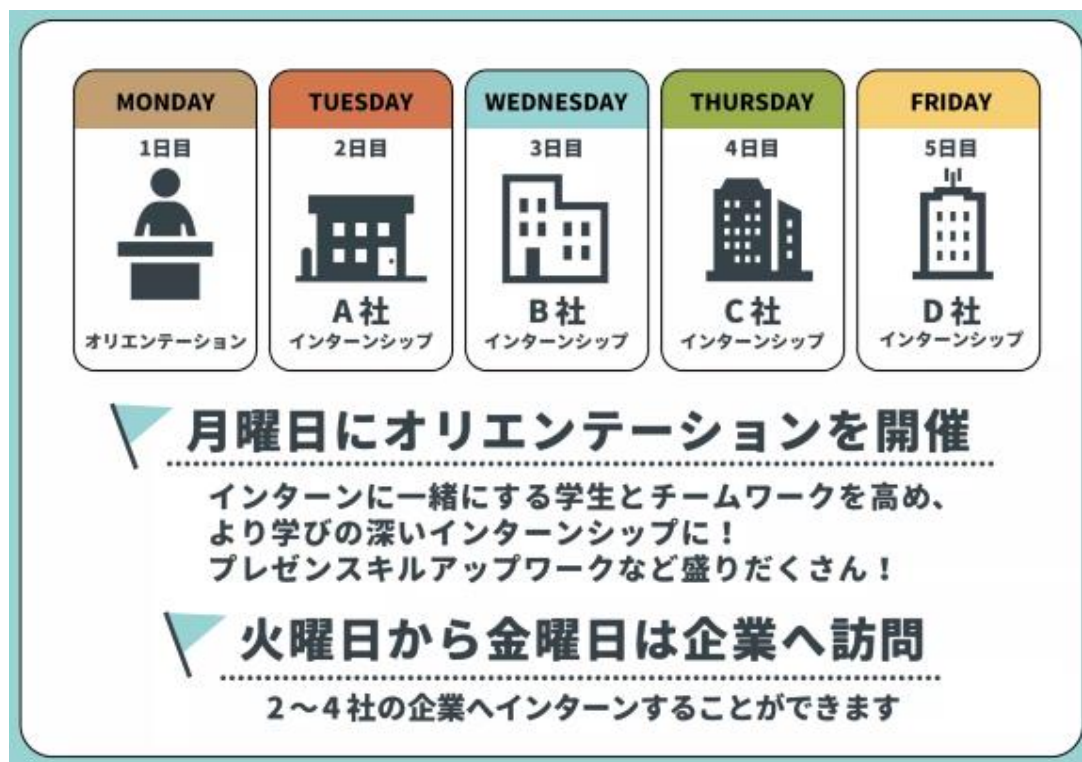 MONDAY
1日目
オリエンテーション
TUESDAY
2日目
A社
インターンシップ
WEDNESDAY
3日目
B社
インターンシップ
THURSDAY
4日目
C社
インターンシップ
FRIDAY
5日目
D社
インターンシップ
月曜日にオリエンテーションを開催
インターンに一緒にする学生とチームワークを高め、
より学びの深いインターンシップに！
プレゼンスキルアップワークなど盛りだくさん！
火曜日から金曜日は企業へ訪問
2〜4社の企業へインターンすることができます